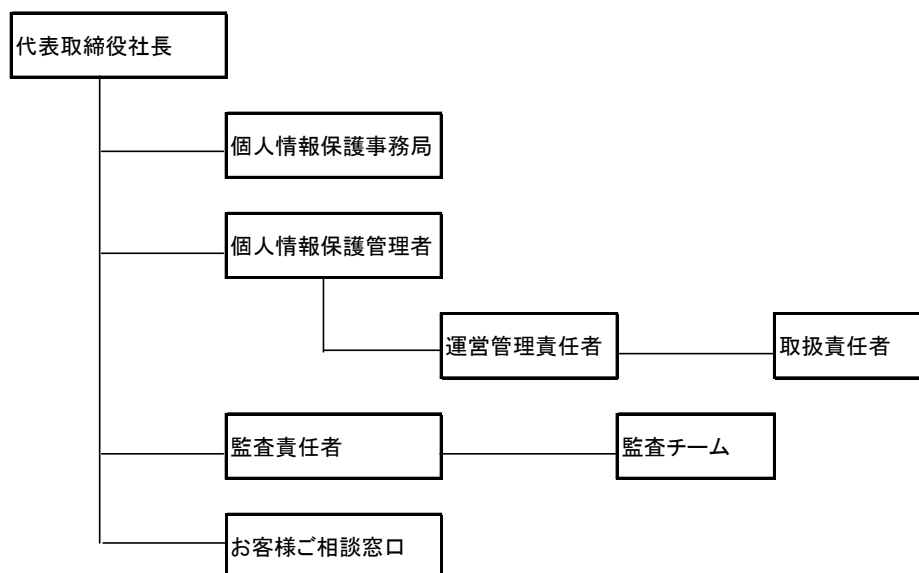 代表取締役社長
個人情報保護事務局
個人情報保護管理者
運営管理責任者
取扱責任者
監査責任者
監査チーム
お客様ご相談窓口